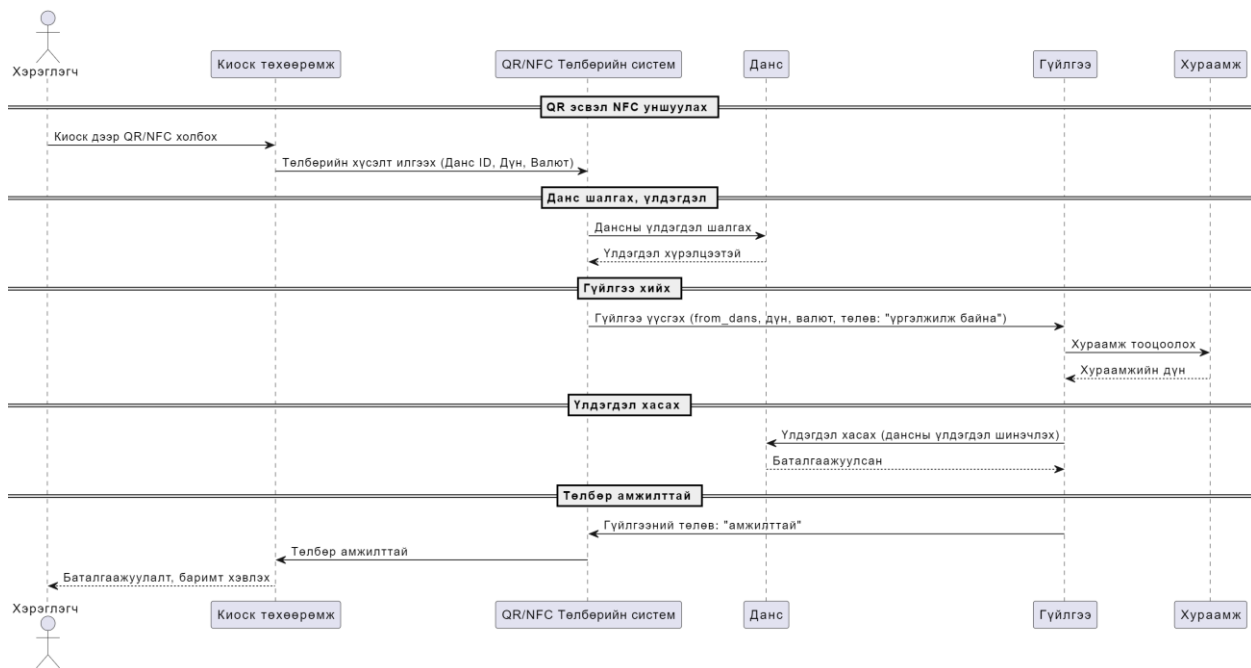 Хэрэглэгч
Киоск төхөөрөмж
QR/NFC Төлбөрийн систем
Данс
Гүйлгээ
Хураамж
QR эсвэл NFC уншуулах
Киоск дээр QR/NFC холбох
Төлбөрийн хүсэлт илгээх (Данс ID, Дүн, Валют)
Данс шалгах, үлдэгдэл
Дансны үлдэгдэл шалгах
Үлдэгдэл хүрэлцээтэй
Гүйлгээ хийх
Гүйлгээ үүсгэх (from_dans, дүн, валют, төлөв: "үргэлжилж байна")
Хураамж тооцоолох
Хураамжийн дүн
Үлдэгдэл хасах
Үлдэгдэл хасах (дансны үлдэгдэл шинэчлэх)
Баталгаажуулсан
Төлбөр амжилттай
Гүйлгээний төлөв: "амжилттай"
Төлбөр амжилттай
Баталгаажуулалт, баримт хэвлэх
Хэрэглэгч
Киоск төхөөрөмж
QR/NFC Төлбөрийн систем
Данс
Гүйлгээ
Хураамж